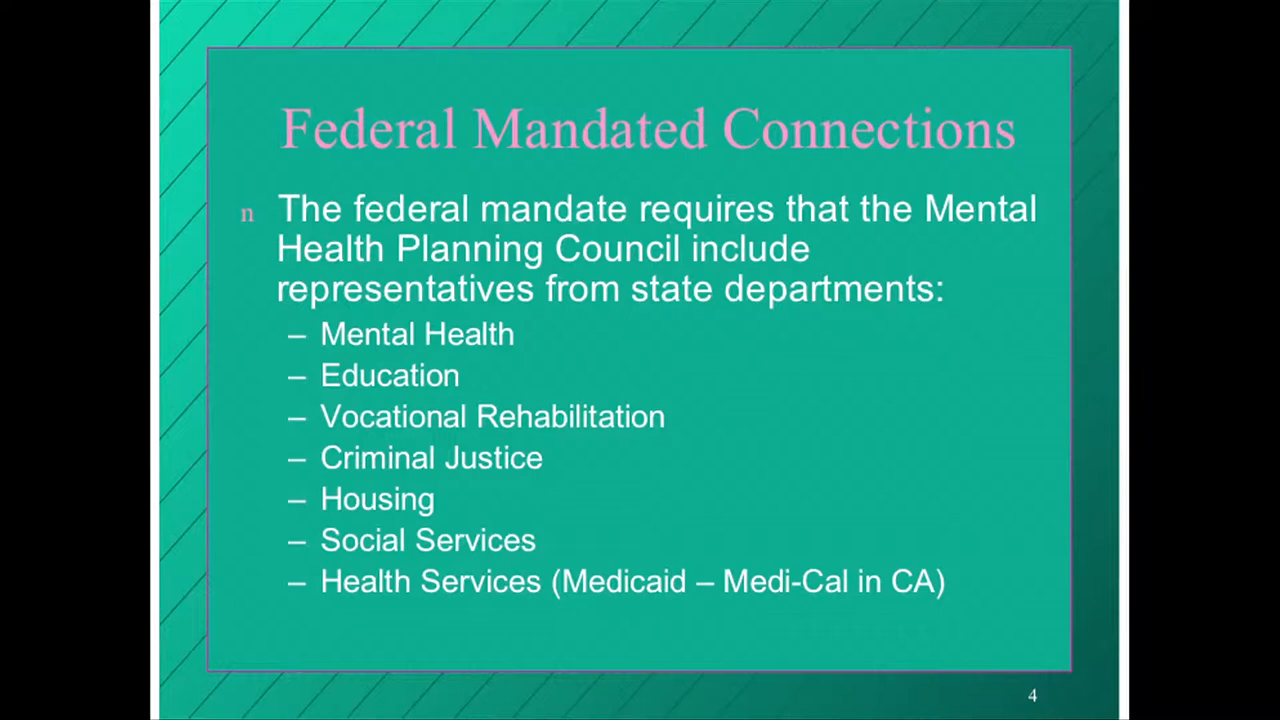 Federal Mandated Connections
n The federal mandate requires that the Mental
Health Planning Council include
representatives from state departments:
– Mental Health
– Education
– Vocational Rehabilitation
– Criminal Justice
– Housing
– Social Services
– Health Services (Medicaid – Medi-Cal in CA)
4